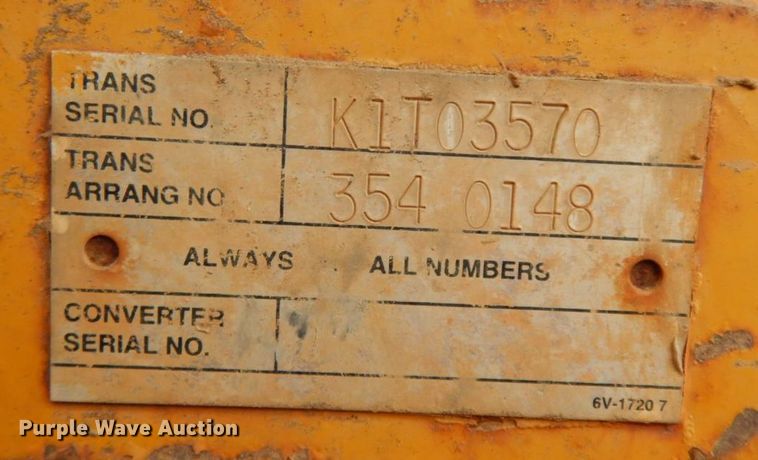 TRANS
SERIAL NO. K1T03570
TRANS
ARRANG NO 354 0148
ALWAYS ALL NUMBERS
CONVERTER
SERIAL NO.
6V-1720 7
Purple Wave Auction